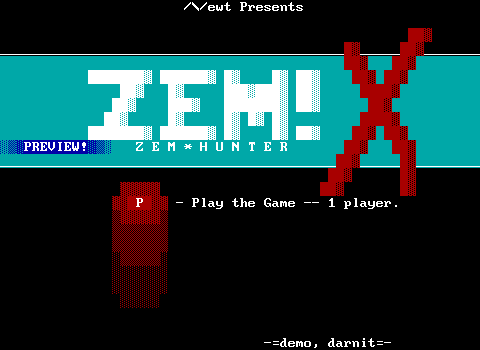 /\/ewt Presents
ZEM! X
PREVIEW! ZEM*HUNTER
P - Play the Game -- 1 player.
-=demo, darnit=-